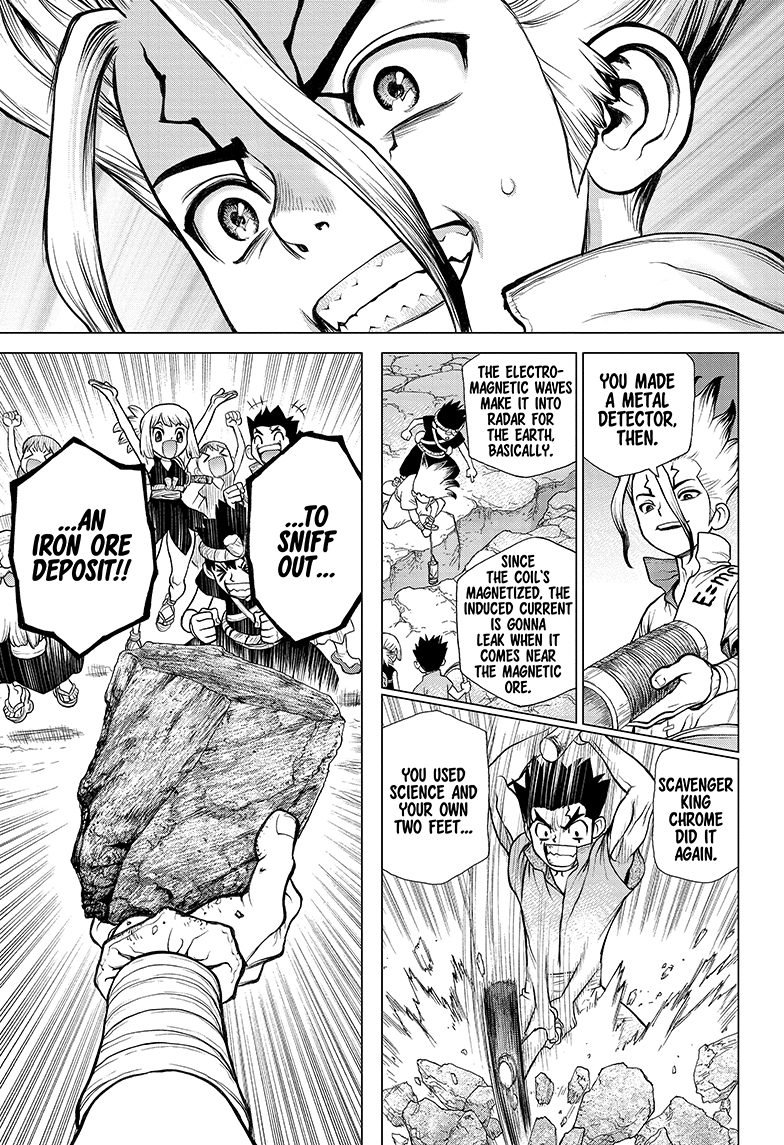 YOU MADE
A METAL
DETECTOR,
THEN.
E=m
THE ELECTRO-
MAGNETIC WAVES
MAKE IT INTO
RADAR FOR
THE EARTH,
BASICALLY.
SINCE
THE COIL'S
MAGNETIZED, THE
INDUCED CURRENT
IS GONNA
LEAK WHEN IT
COMES NEAR
THE MAGNETIC
ORE.
SCAVENGER
KING
CHROME
DID IT
AGAIN.
YOU USED
SCIENCE AND
YOUR OWN
TWO FEET...
...TO
SNIFF
OUT...
...AN
IRON ORE
DEPOSIT!!